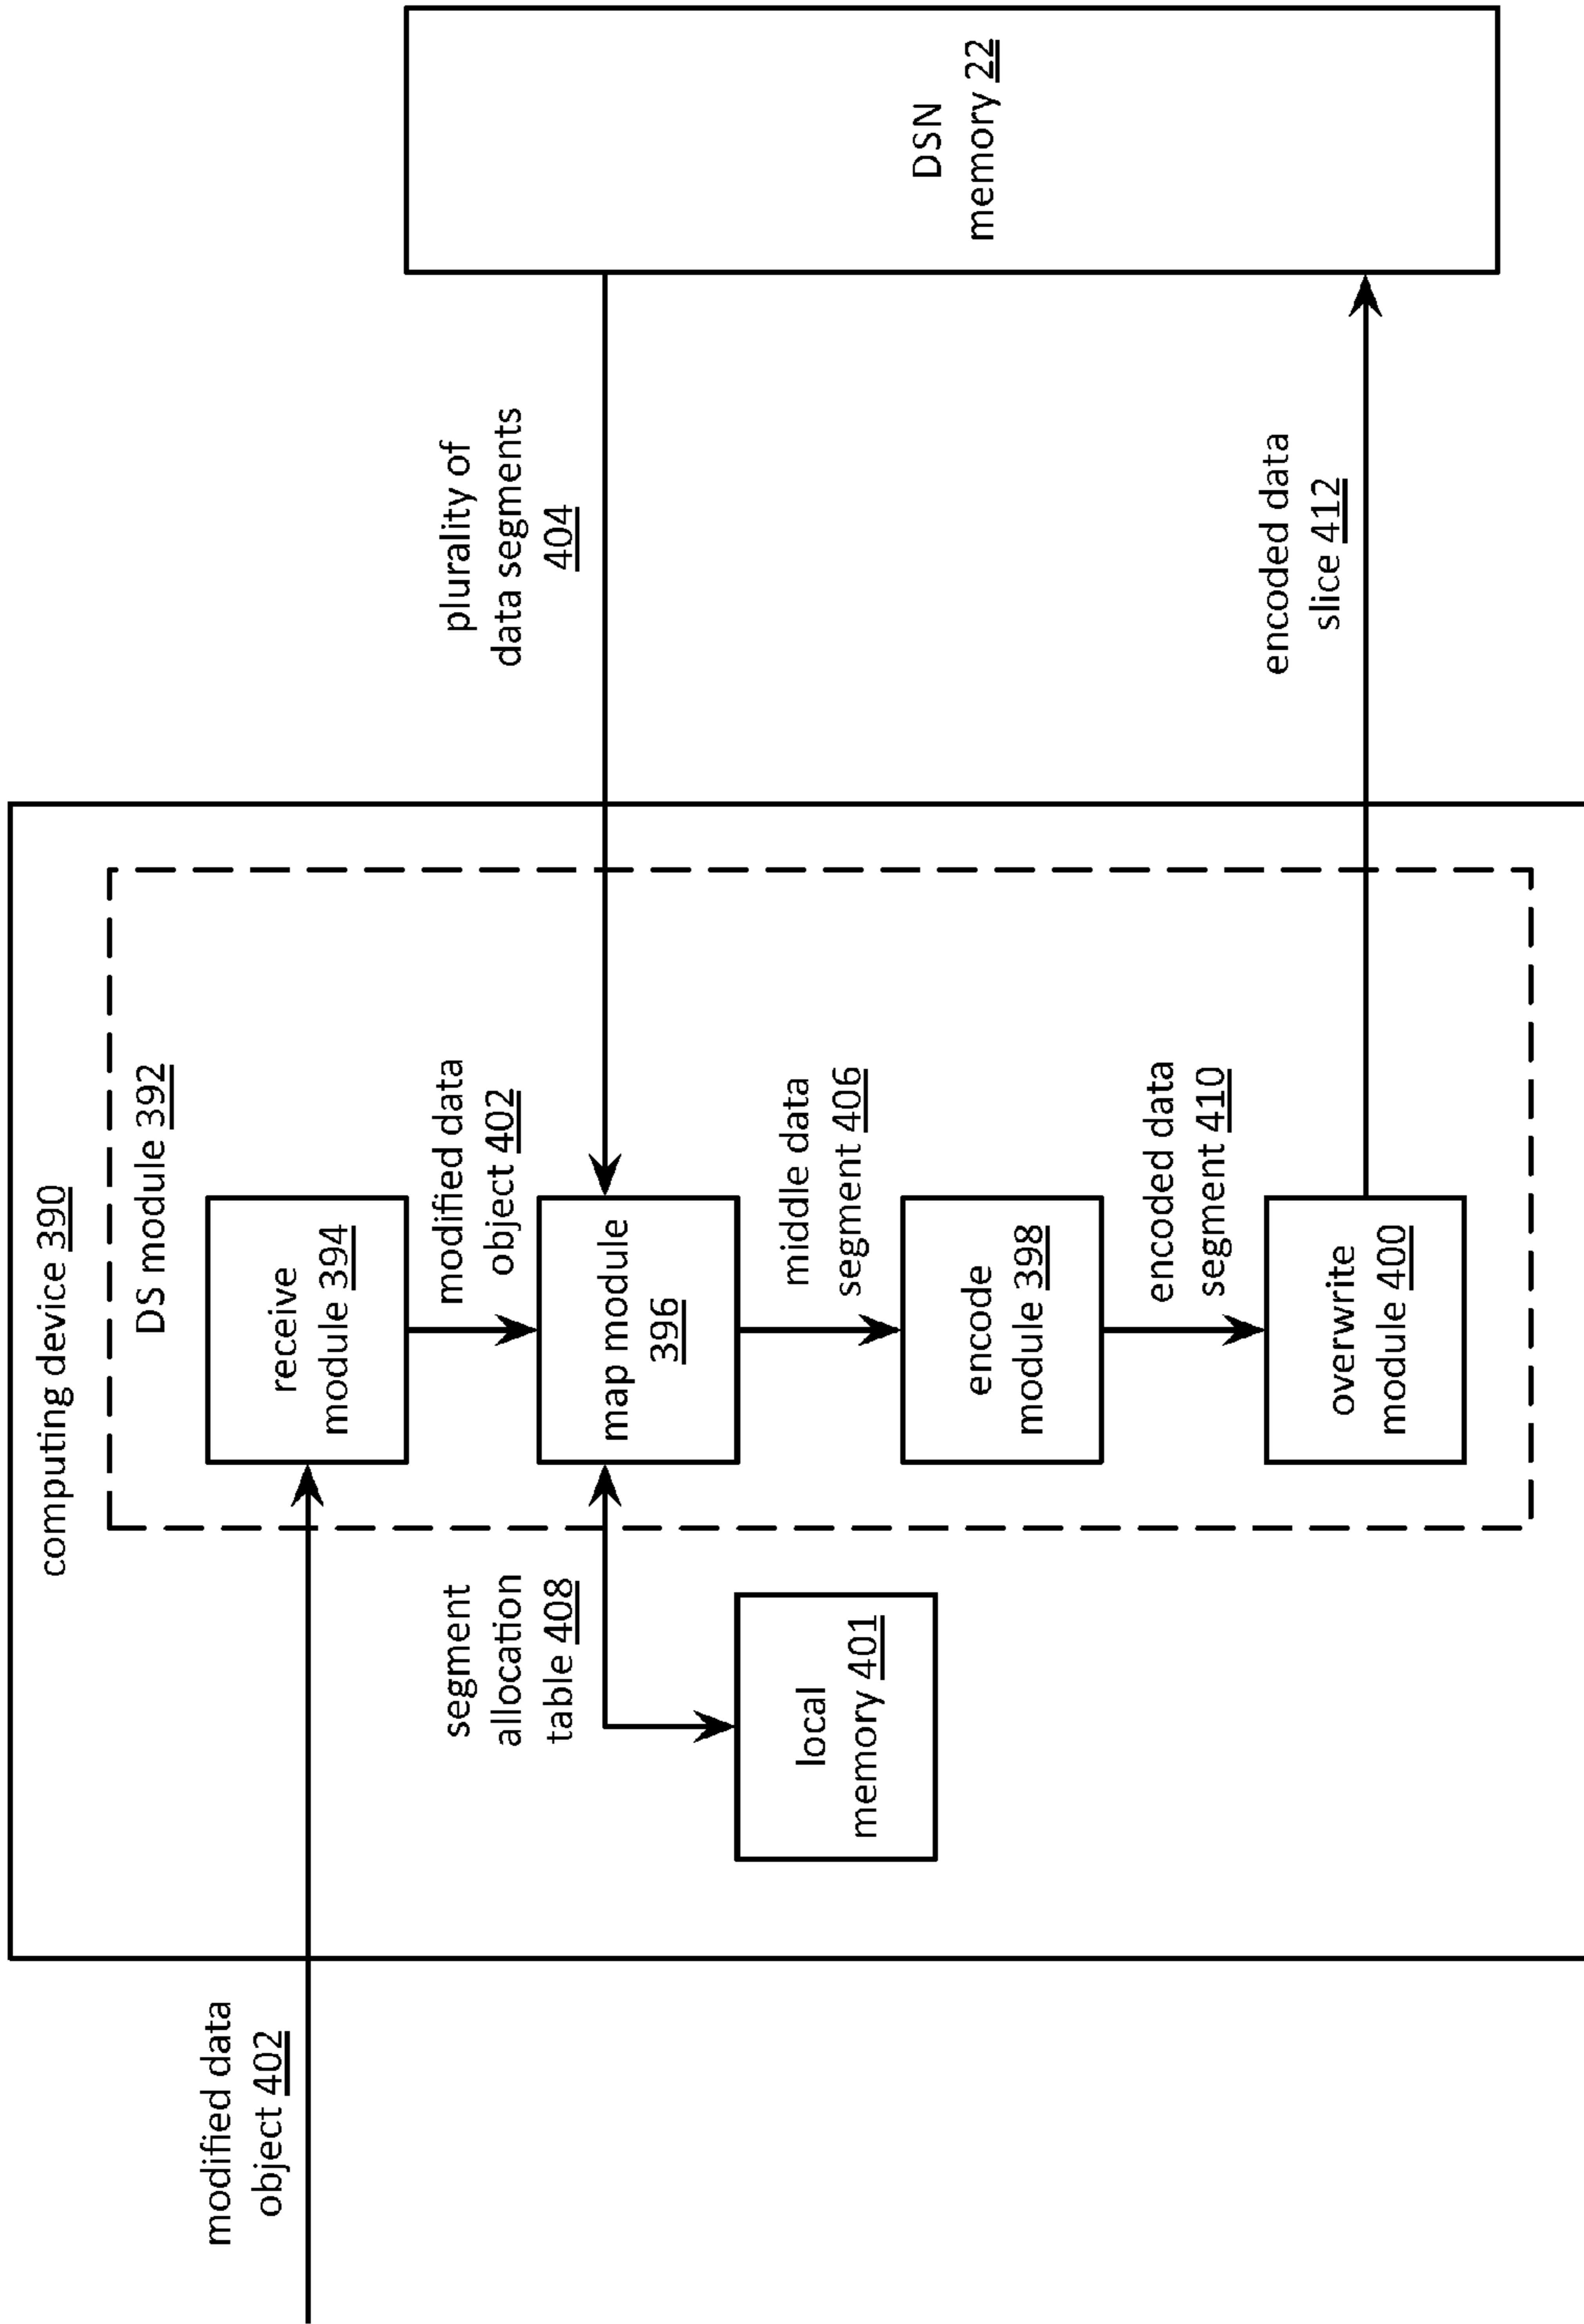 computing device 390
DS module 392
modified data
object 402
receive
module 394
modified data
object 402
segment
allocation
table 408
map module
396
plurality of
data segments
404
local
memory 401
middle data
segment 406
encode
module 398
encoded data
segment 410
overwrite
module 400
encoded data
slice 412
DSN
memory 22